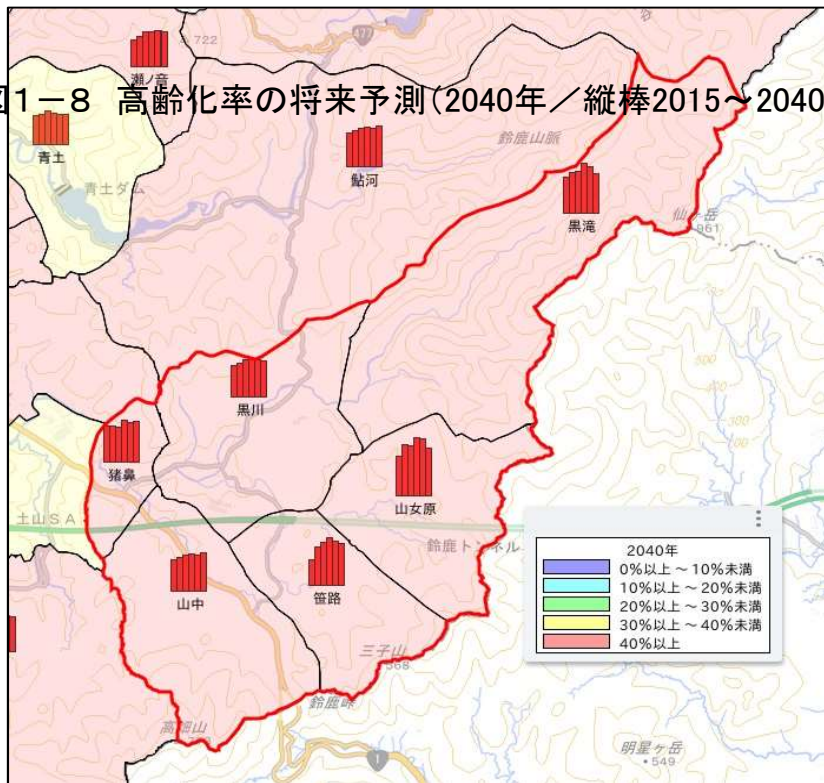 722
477
瀬ノ音
図1－8 高齢化率の将来予測(2040年／縦棒2015～2040
青土
鮎河
鈴鹿山脈
青土ダム
黒滝
仙ヶ岳
961
黒川
猪鼻
山女原
土山SA
鈴鹿トンネル
山中
笹路
三子山
568
鈴鹿峠
高畑山
1
明星ヶ岳
549
300
2040年
0%以上～10%未満
10%以上～20%未満
20%以上～30%未満
30%以上～40%未満
40%以上